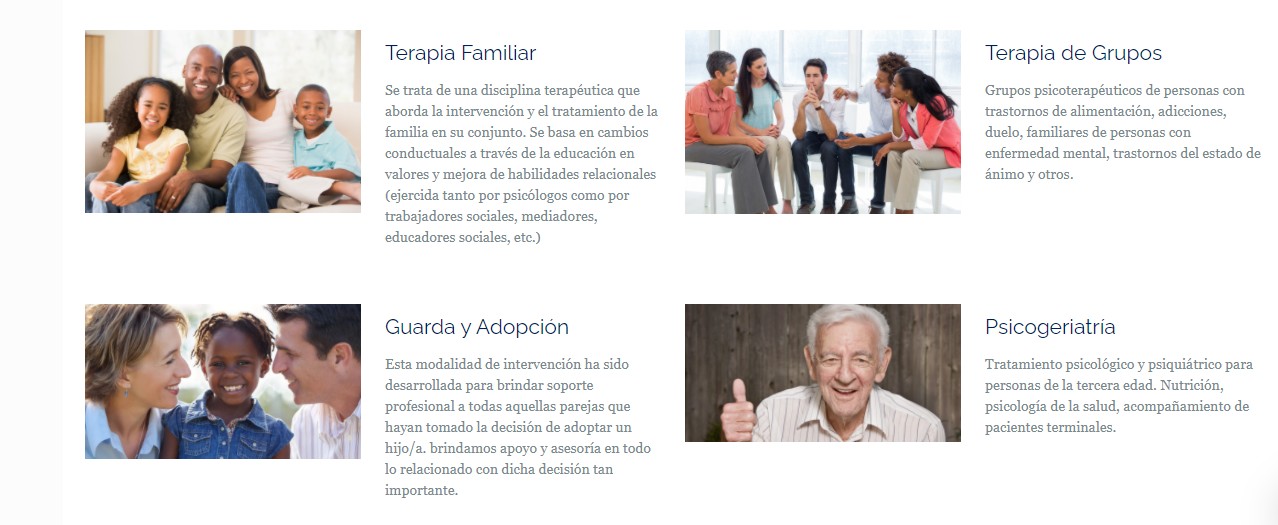 Terapia Familiar
Se trata de una disciplina terapéutica que
aborda la intervención y el tratamiento de la
familia en su conjunto. Se basa en cambios
conductuales a través de la educación en
valores y mejora de habilidades relacionales
(ejercida tanto por psicólogos como por
trabajadores sociales, mediadores,
educadores sociales, etc.)
Terapia de Grupos
Grupos psicoterapéuticos de personas con
trastornos de alimentación, adicciones,
duelo, familiares de personas con
enfermedad mental, trastornos del estado de
ánimo y otros.
Guarda y Adopción
Esta modalidad de intervención ha sido
desarrollada para brindar soporte
profesional a todas aquellas parejas que
hayan tomado la decisión de adoptar un
hijo/a. brindamos apoyo y asesoría en todo
lo relacionado con dicha decisión tan
importante.
Psicogeriatría
Tratamiento psicológico y psiquiátrico para
personas de la tercera edad. Nutrición,
psicología de la salud, acompañamiento de
pacientes terminales.